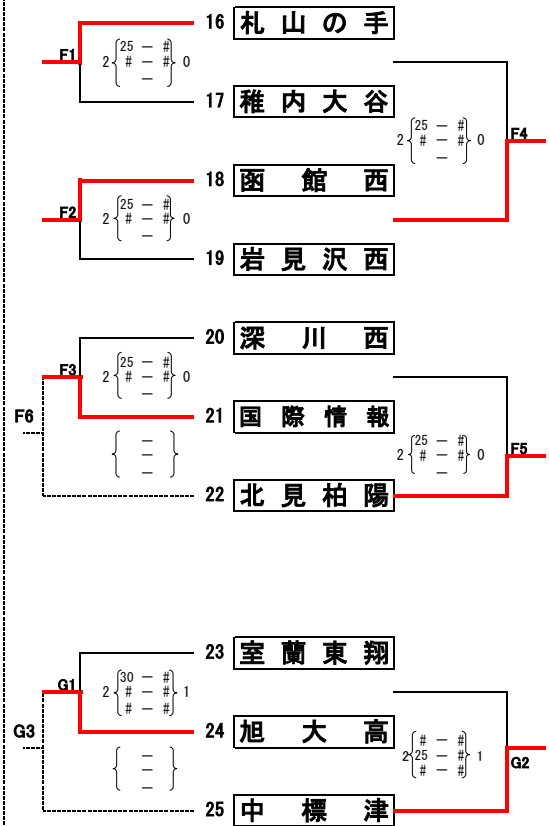 16 札山の手
F1
2 25 － # 0
# － #
－
17 稚内大谷
F4
2 25 － # 0
# － #
－
18 函館西
F2
2 25 － # 0
# － #
－
19 岩見沢西
20 深川西
F3
2 25 － # 0
# － #
－
F6
21 国際情報
－
－
－
F5
2 25 － # 0
# － #
－
22 北見柏陽
23 室蘭東翔
G1
2 30 － # 1
# － #
# － #
G3
24 旭大高
－
－
－
G2
# － #
2 25 － # 1
# － #
25 中標津